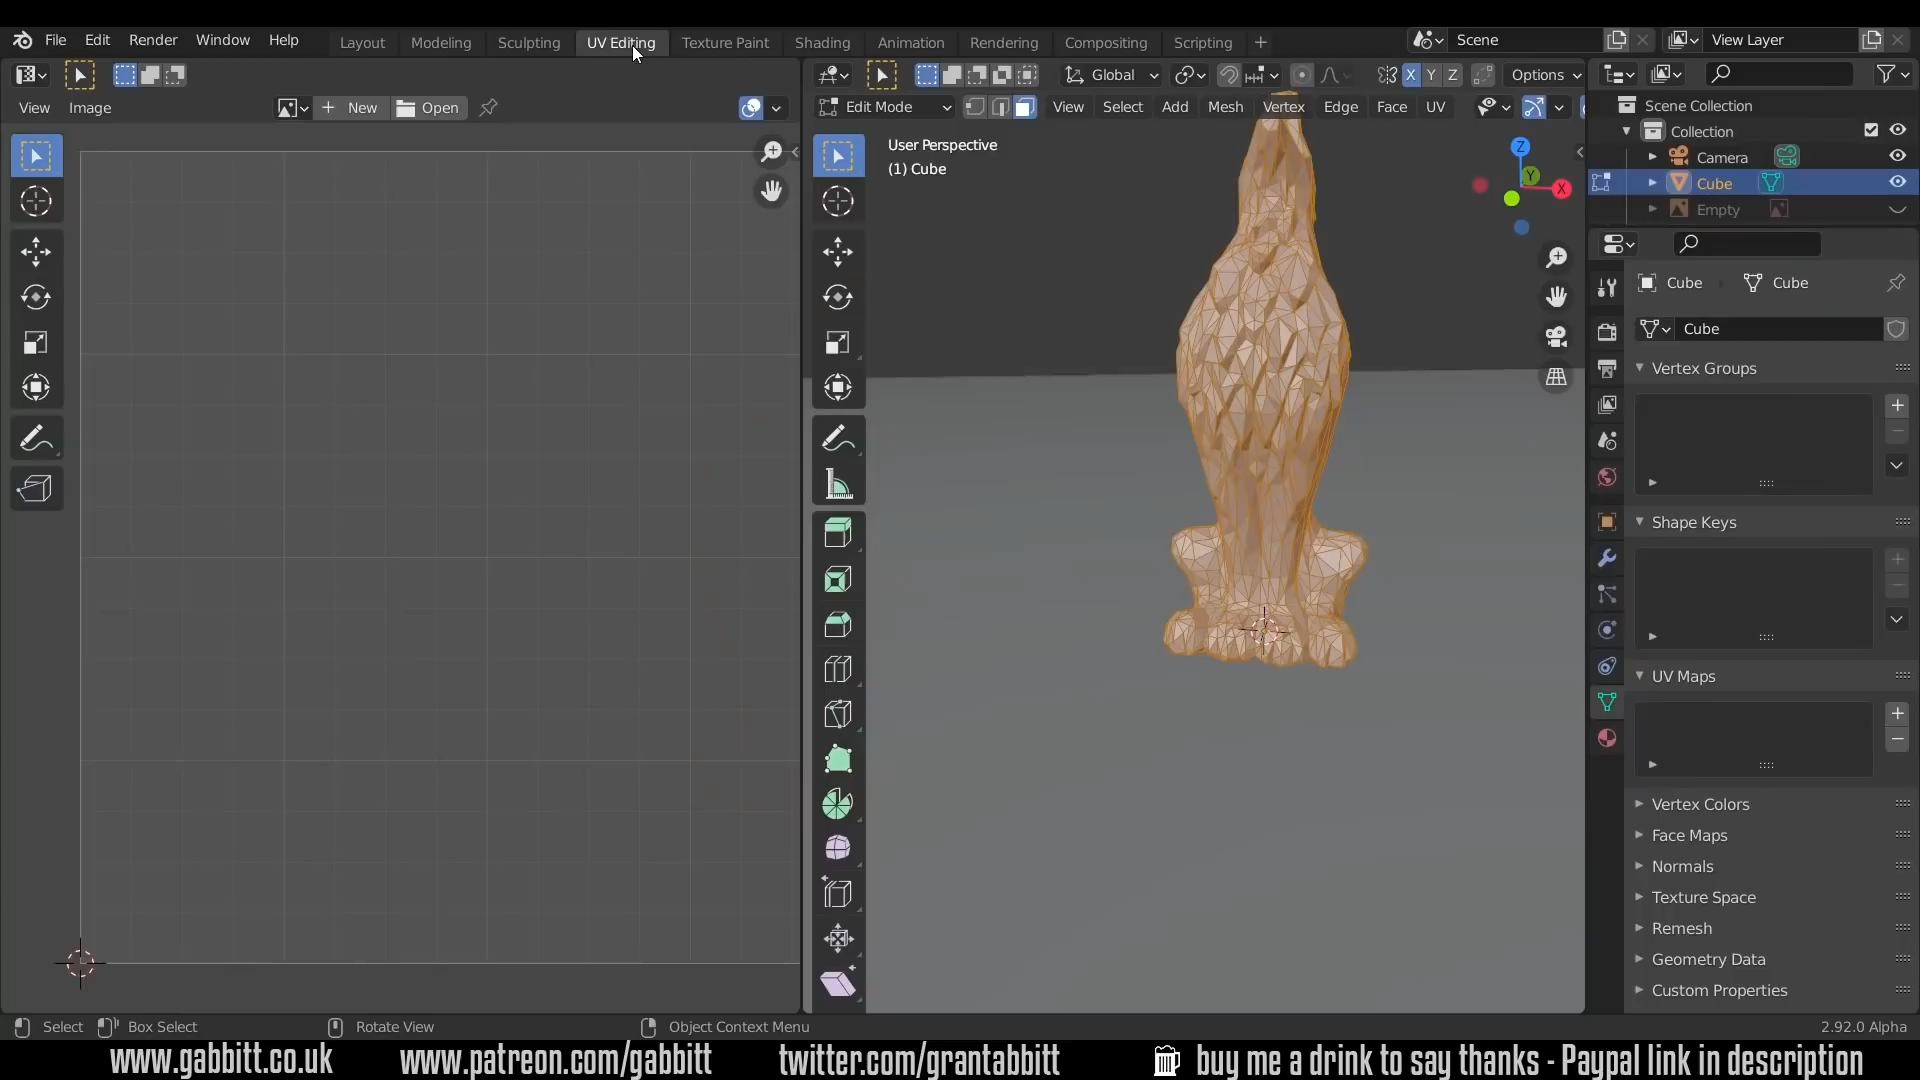 File Edit Render Window Help Layout Modeling Sculpting UV Editing Texture Paint Shading Animation Rendering Compositing Scripting + Scene View Layer
Global X Y Z Options
View Image New Open Edit Mode View Select Add Mesh Vertex Edge Face UV
Scene Collection
Collection
Camera
Cube
Empty
User Perspective
(1) Cube
Z
Y
X
Cube Cube
Cube
Vertex Groups
Shape Keys
UV Maps
Vertex Colors
Face Maps
Normals
Texture Space
Remesh
Geometry Data
Custom Properties
Select Box Select Rotate View Object Context Menu 2.92.0 Alpha
www.gabbitt.co.uk www.patreon.com/gabbitt twitter.com/grantabbitt buy me a drink to say thanks - Paypal link in description